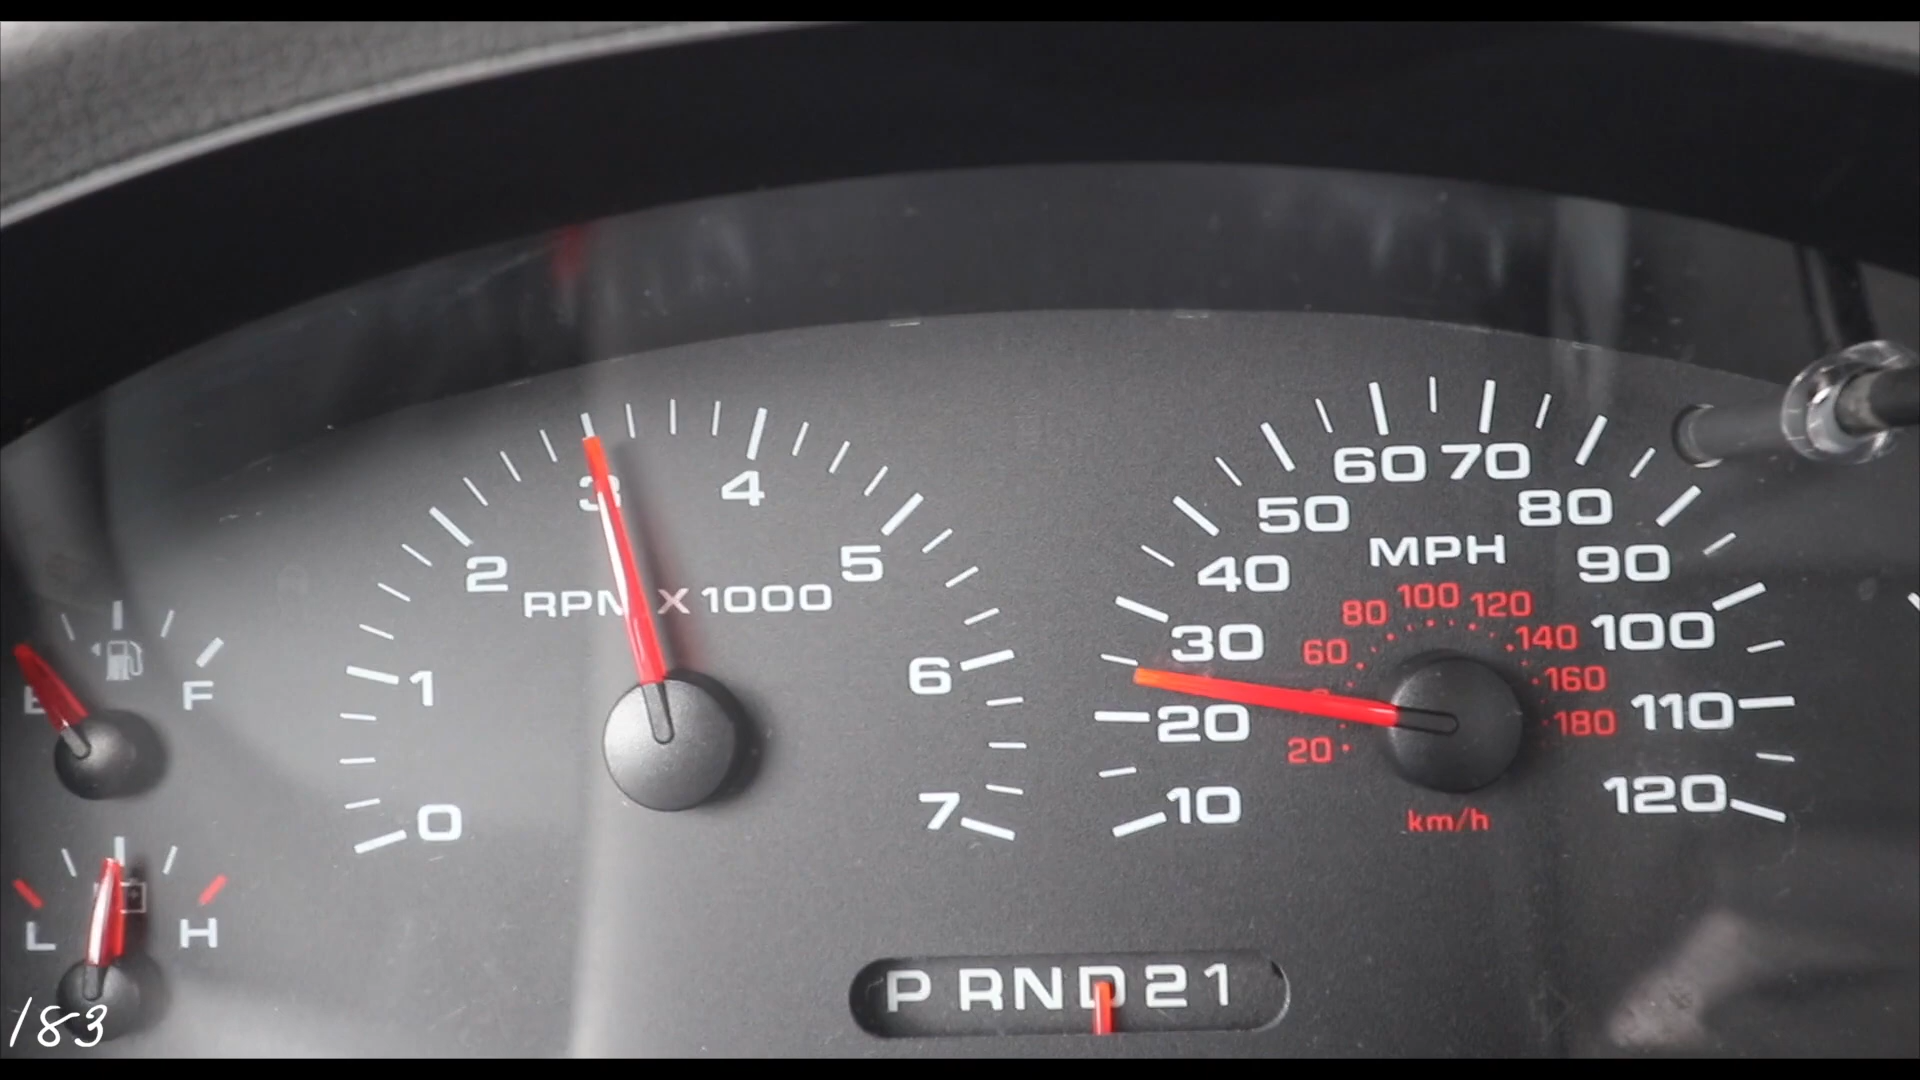 60 70
4
3
50 80
MPH
5
2
40 90
RPM X 1000
100
80 120
30 60 140 100
6
1
F
160
20 180 110
20
10 120
7
0
km/h
L H
P R N D 2 1
183